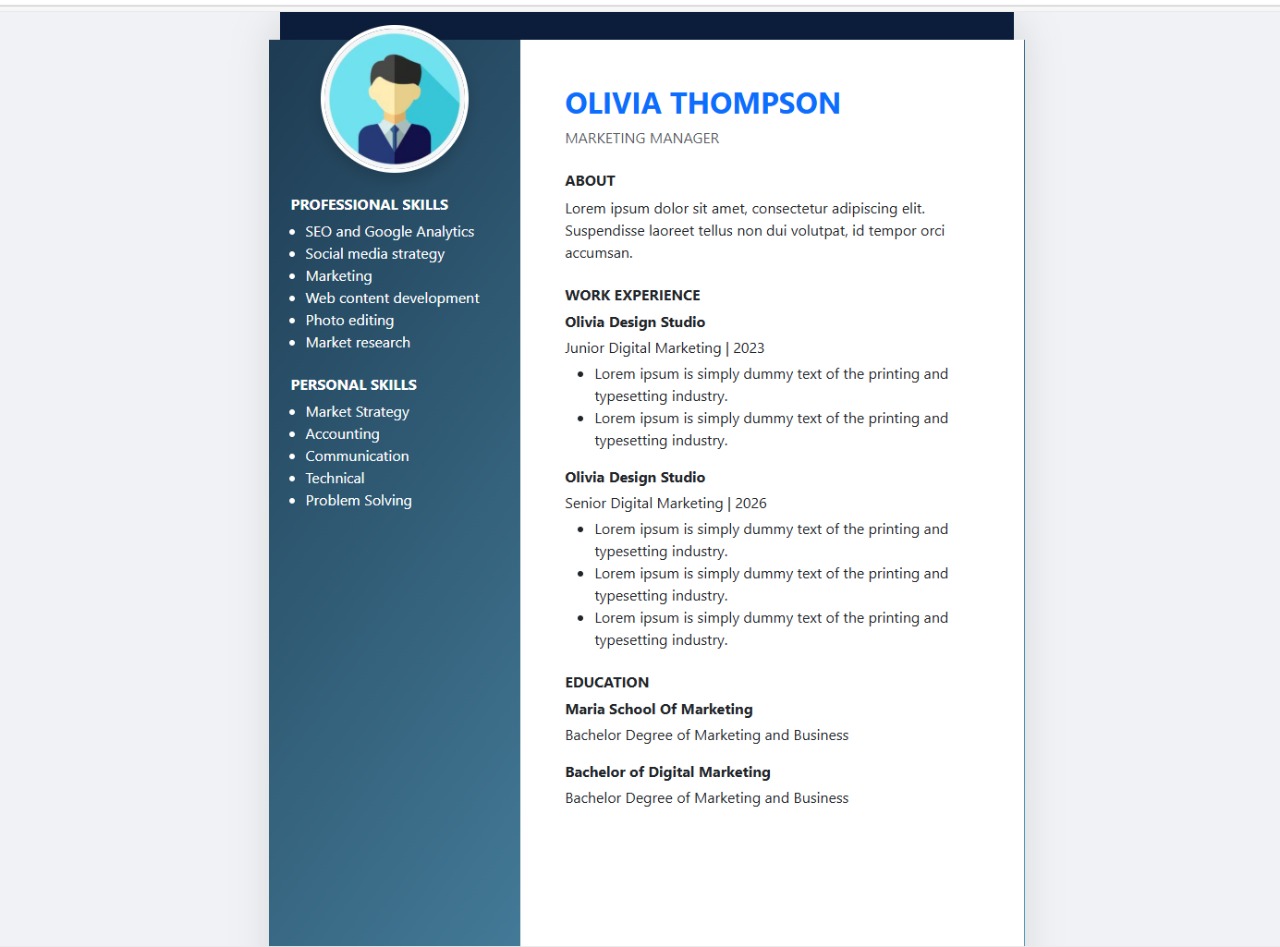 PROFESSIONAL SKILLS
• SEO and Google Analytics
• Social media strategy
• Marketing
• Web content development
• Photo editing
• Market research
PERSONAL SKILLS
• Market Strategy
• Accounting
• Communication
• Technical
• Problem Solving
OLIVIA THOMPSON
MARKETING MANAGER
ABOUT
Lorem ipsum dolor sit amet, consectetur adipiscing elit.
Suspendisse laoreet tellus non dui volutpat, id tempor orci
accumsan.
WORK EXPERIENCE
Olivia Design Studio
Junior Digital Marketing | 2023
• Lorem ipsum is simply dummy text of the printing and
typesetting industry.
• Lorem ipsum is simply dummy text of the printing and
typesetting industry.
Olivia Design Studio
Senior Digital Marketing | 2026
• Lorem ipsum is simply dummy text of the printing and
typesetting industry.
• Lorem ipsum is simply dummy text of the printing and
typesetting industry.
• Lorem ipsum is simply dummy text of the printing and
typesetting industry.
EDUCATION
Maria School Of Marketing
Bachelor Degree of Marketing and Business
Bachelor of Digital Marketing
Bachelor Degree of Marketing and Business